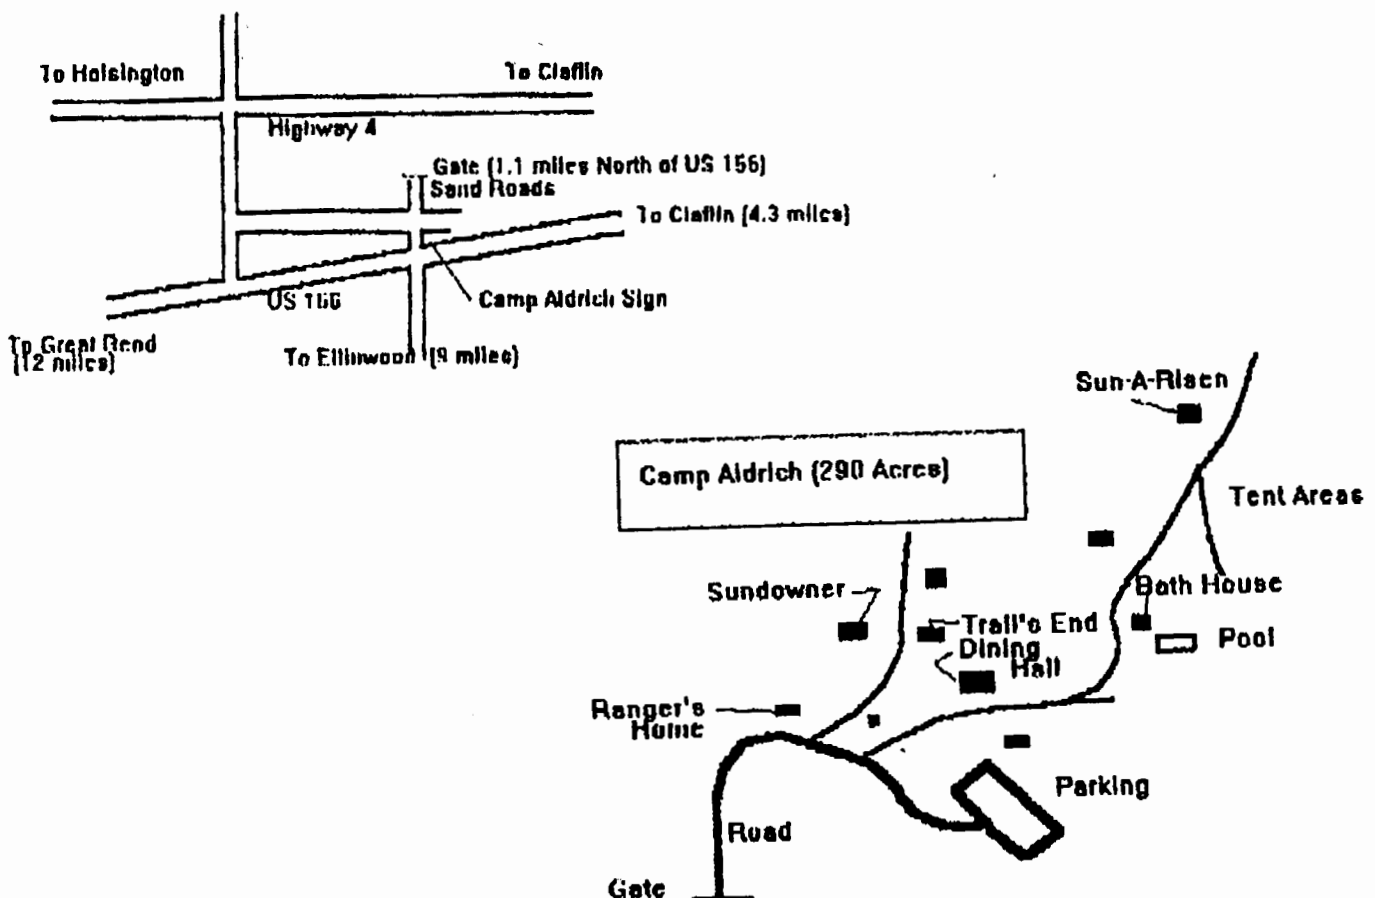 To Hoisington
To Claflin
Highway 4
Gate (1.1 miles North of US 156)
Sand Roads
To Claflin (4.3 miles)
US 156
Camp Aldrich Sign
To Great Bend
(12 miles)
To Ellinwood (9 miles)
Sun-A-Risen
Camp Aldrich (290 Acres)
Tent Areas
Sundowner
Bath House
Trail's End
Pool
Dining
Hall
Ranger's
Home
Parking
Road
Gate